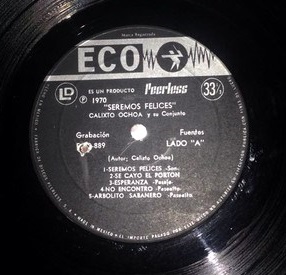 Marca Registrada
ECO
LD
ES UN PRODUCTO Peerless
℗ 1970
33⅓
"SEREMOS FELICES"
CALIXTO OCHOA y su Conjunto
Grabación
Fuentes
-889
LADO "A"
(Autor; Calixto Ochoa)
1-SEREMOS FELICES -Son.
2-SE CAYO EL PORTON
3-ESPERANZA -Paseo-
4-NO ENCONTRO -Paseaito-
5-ARBOLITO SABANERO -Paseaito
HECHO EN MEXICO